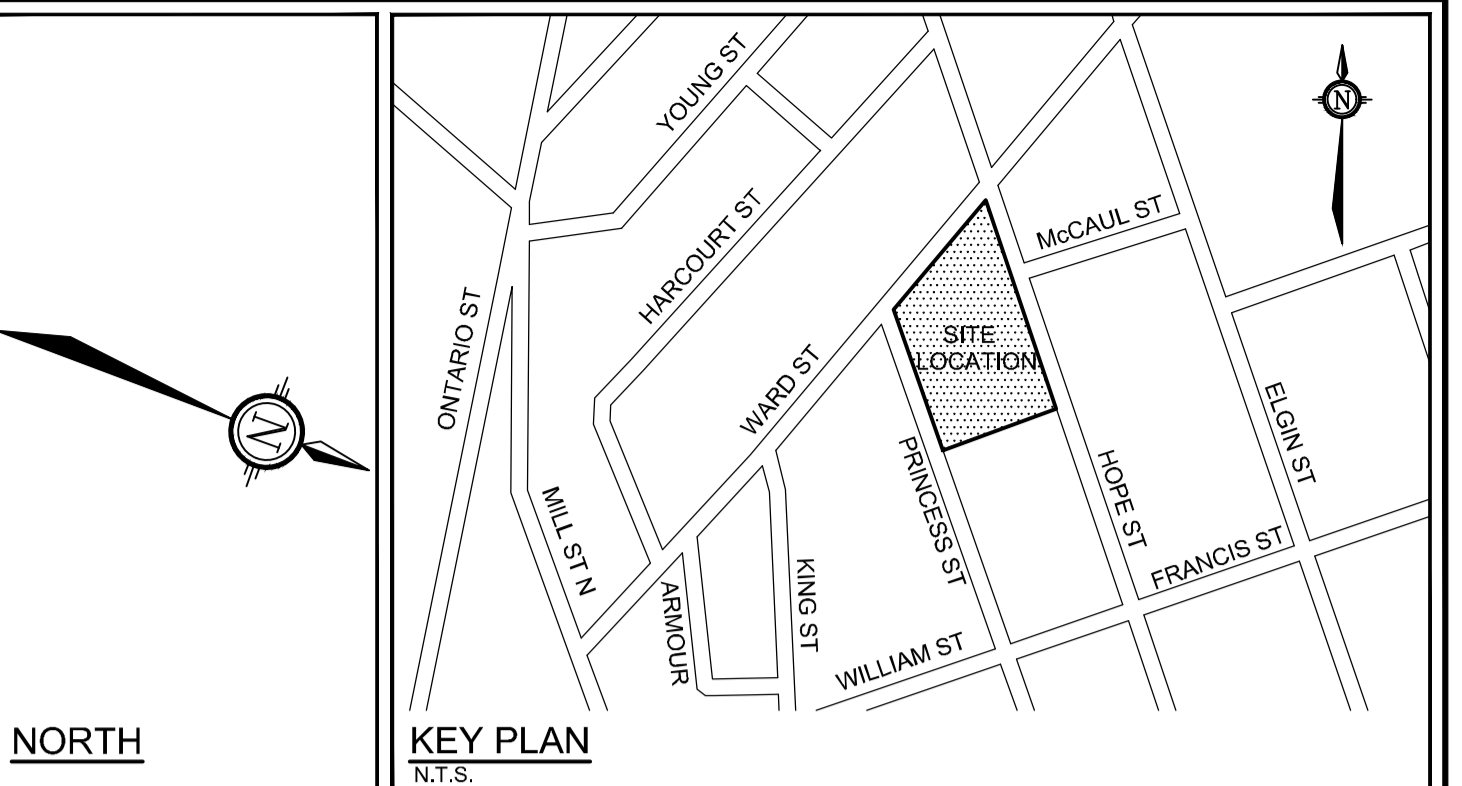 YOUNG ST
N
HARCOURT ST
McCAUL ST
ONTARIO ST
SITE
LOCATION
WARD ST
N
ELGIN ST
PRINCESS ST
HOPE ST
MILL ST N
FRANCIS ST
KING ST
ARMOUR
WILLIAM ST
NORTH
KEY PLAN
N.T.S.